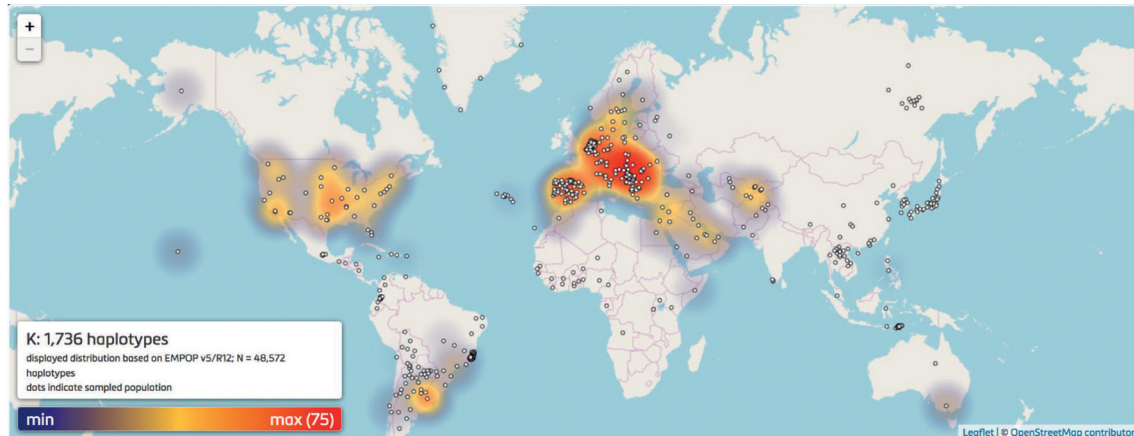 +
−
K: 1,736 haplotypes
displayed distribution based on EMPOP v5/R12; N = 48,572
haplotypes
dots indicate sampled population
min max (75)
Leaflet | © OpenStreetMap contributor